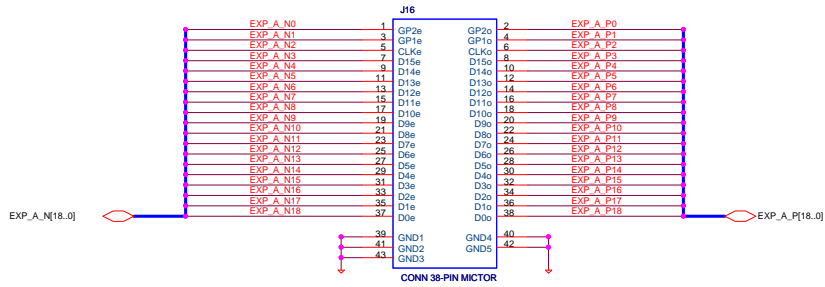 J16
EXP_A_N0 1 GP2e GP2o 2 EXP_A_P0
EXP_A_N1 3 GP1e GP1o 4 EXP_A_P1
EXP_A_N2 5 CLKe CLKo 6 EXP_A_P2
EXP_A_N3 7 D15e D15o 8 EXP_A_P3
EXP_A_N4 9 D14e D14o 10 EXP_A_P4
EXP_A_N5 11 D13e D13o 12 EXP_A_P5
EXP_A_N6 13 D12e D12o 14 EXP_A_P6
EXP_A_N7 15 D11e D11o 16 EXP_A_P7
EXP_A_N8 17 D10e D10o 18 EXP_A_P8
EXP_A_N9 19 D9e D9o 20 EXP_A_P9
EXP_A_N10 21 D8e D8o 22 EXP_A_P10
EXP_A_N11 23 D7e D7o 24 EXP_A_P11
EXP_A_N12 25 D6e D6o 26 EXP_A_P12
EXP_A_N13 27 D5e D5o 28 EXP_A_P13
EXP_A_N14 29 D4e D4o 30 EXP_A_P14
EXP_A_N15 31 D3e D3o 32 EXP_A_P15
EXP_A_N16 33 D2e D2o 34 EXP_A_P16
EXP_A_N17 35 D1e D1o 36 EXP_A_P17
EXP_A_N18 37 D0e D0o 38 EXP_A_P18
EXP_A_N[18..0] EXP_A_P[18..0]
39 GND1 GND4 40
41 GND2 GND5 42
43 GND3
CONN 38-PIN MICTOR